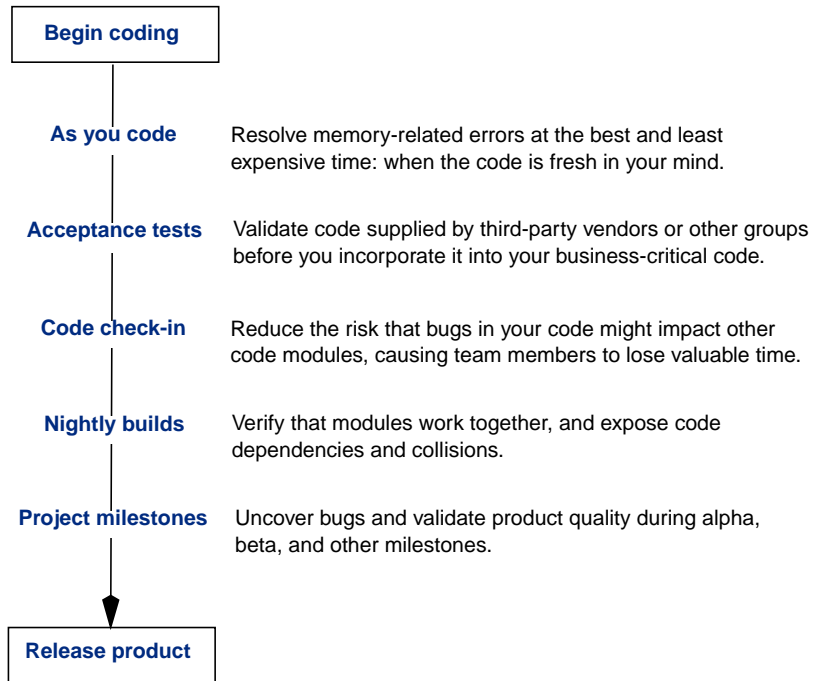 Begin coding
As you code
Resolve memory-related errors at the best and least
expensive time: when the code is fresh in your mind.
Acceptance tests
Validate code supplied by third-party vendors or other groups
before you incorporate it into your business-critical code.
Code check-in
Reduce the risk that bugs in your code might impact other
code modules, causing team members to lose valuable time.
Nightly builds
Verify that modules work together, and expose code
dependencies and collisions.
Project milestones
Uncover bugs and validate product quality during alpha,
beta, and other milestones.
Release product